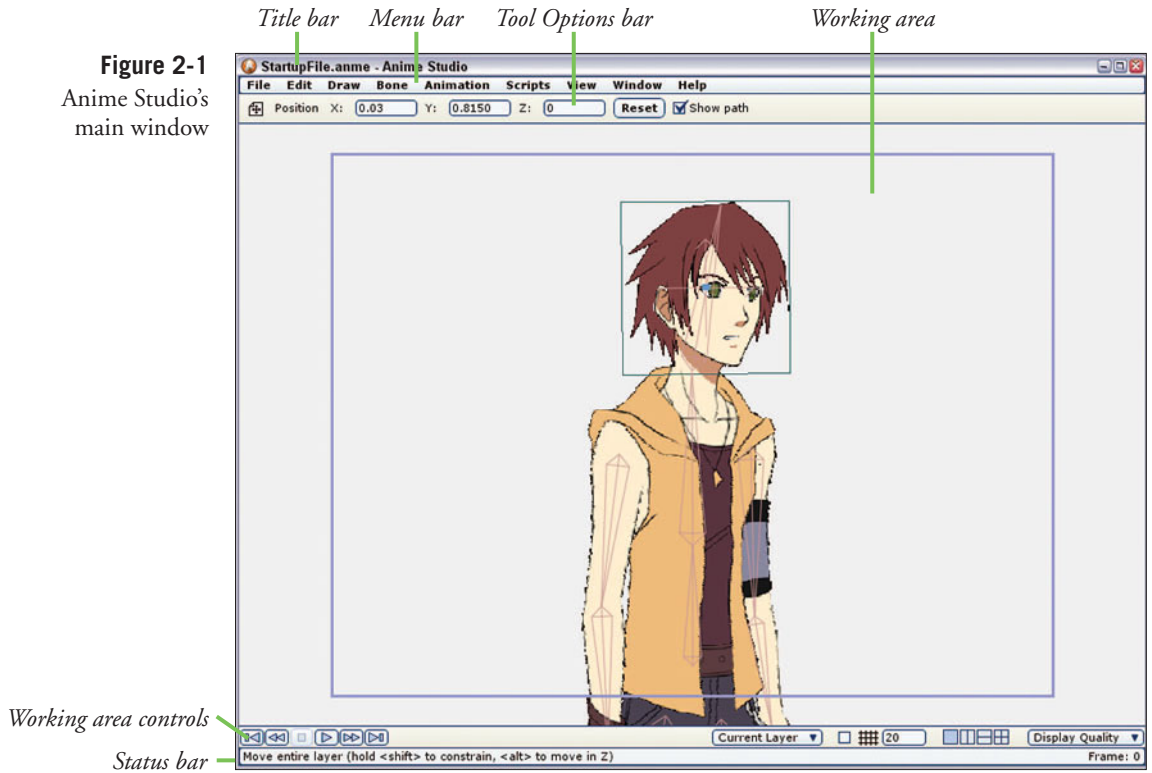 Title bar Menu bar Tool Options bar Working area
Figure 2-1
Anime Studio's
main window
StartupFile.anme - Anime Studio
File Edit Draw Bone Animation Scripts View Window Help
Position X: 0.03 Y: 0.8150 Z: 0 Reset Show path
Working area controls
Current Layer 20 Display Quality
Status bar
Move entire layer (hold <shift> to constrain, <alt> to move in Z) Frame: 0